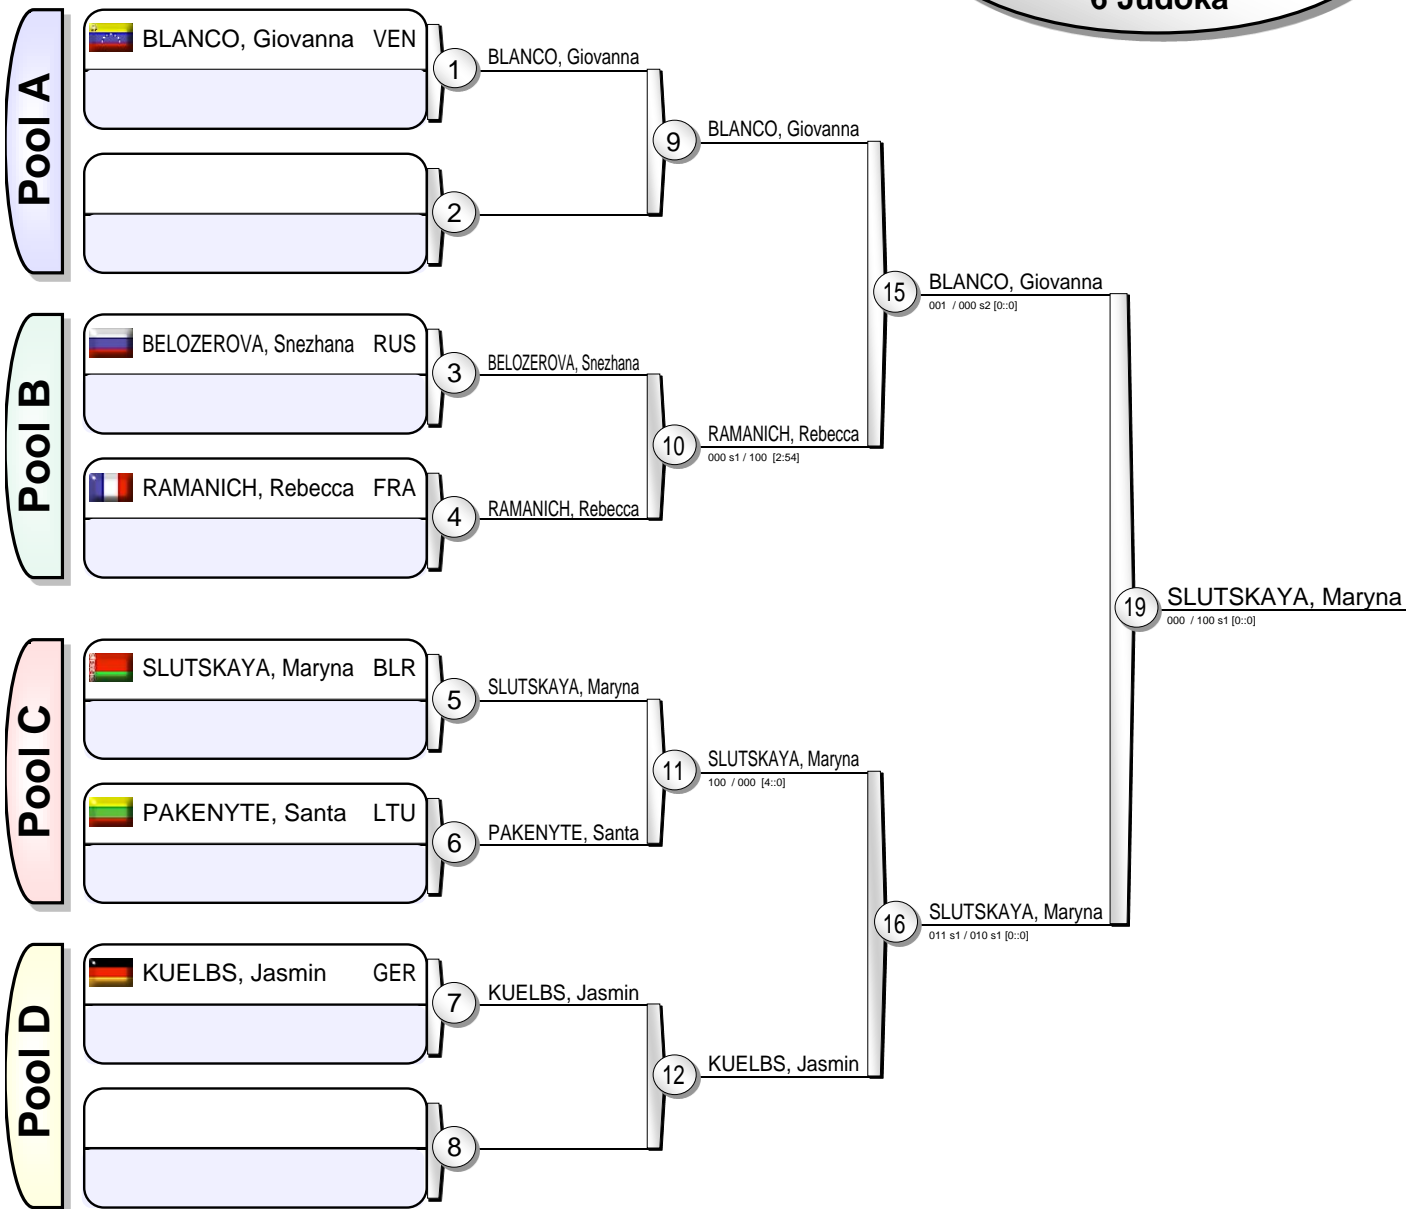 6 Judoka
Pool A
BLANCO, Giovanna VEN
1
BLANCO, Giovanna
2
9
BLANCO, Giovanna
Pool B
BELOZEROVA, Snezhana RUS
3
BELOZEROVA, Snezhana
RAMANICH, Rebecca FRA
4
RAMANICH, Rebecca
10
RAMANICH, Rebecca
000 s1 / 100 [2:54]
15
BLANCO, Giovanna
001 / 000 s2 [0::0]
Pool C
SLUTSKAYA, Maryna BLR
5
SLUTSKAYA, Maryna
PAKENYTE, Santa LTU
6
PAKENYTE, Santa
11
SLUTSKAYA, Maryna
100 / 000 [4::0]
Pool D
KUELBS, Jasmin GER
7
KUELBS, Jasmin
8
12
KUELBS, Jasmin
16
SLUTSKAYA, Maryna
011 s1 / 010 s1 [0::0]
19
SLUTSKAYA, Maryna
000 / 100 s1 [0::0]